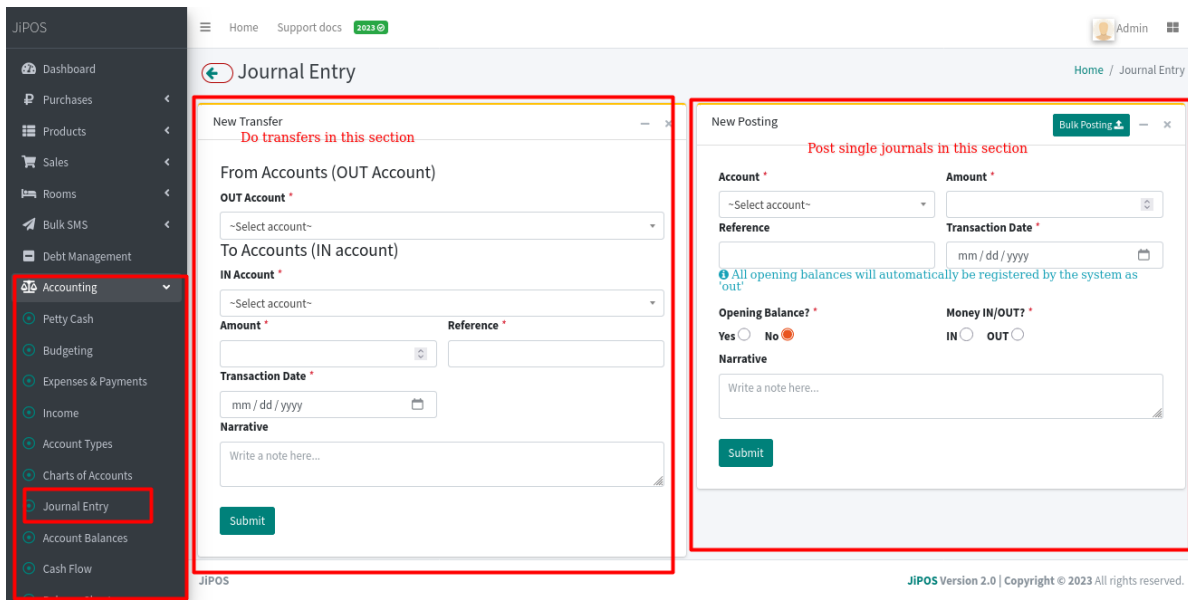 JiPOS
Home Support docs 2023
Admin
Dashboard
Purchases
Products
Sales
Rooms
Bulk SMS
Debt Management
Accounting
Petty Cash
Budgeting
Expenses & Payments
Income
Account Types
Charts of Accounts
Journal Entry
Account Balances
Cash Flow
Journal Entry
Home / Journal Entry
New Transfer
Do transfers in this section
From Accounts (OUT Account)
OUT Account *
~Select account~
To Accounts (IN account)
IN Account *
~Select account~
Amount * Reference *
Transaction Date *
mm / dd / yyyy
Narrative
Write a note here...
Submit
New Posting
Bulk Posting
Post single journals in this section
Account * Amount *
~Select account~
Reference Transaction Date *
mm / dd / yyyy
All opening balances will automatically be registered by the system as
'out'
Opening Balance? * Money IN/OUT? *
Yes No IN OUT
Narrative
Write a note here...
Submit
JiPOS
JiPOS Version 2.0 | Copyright © 2023 All rights reserved.